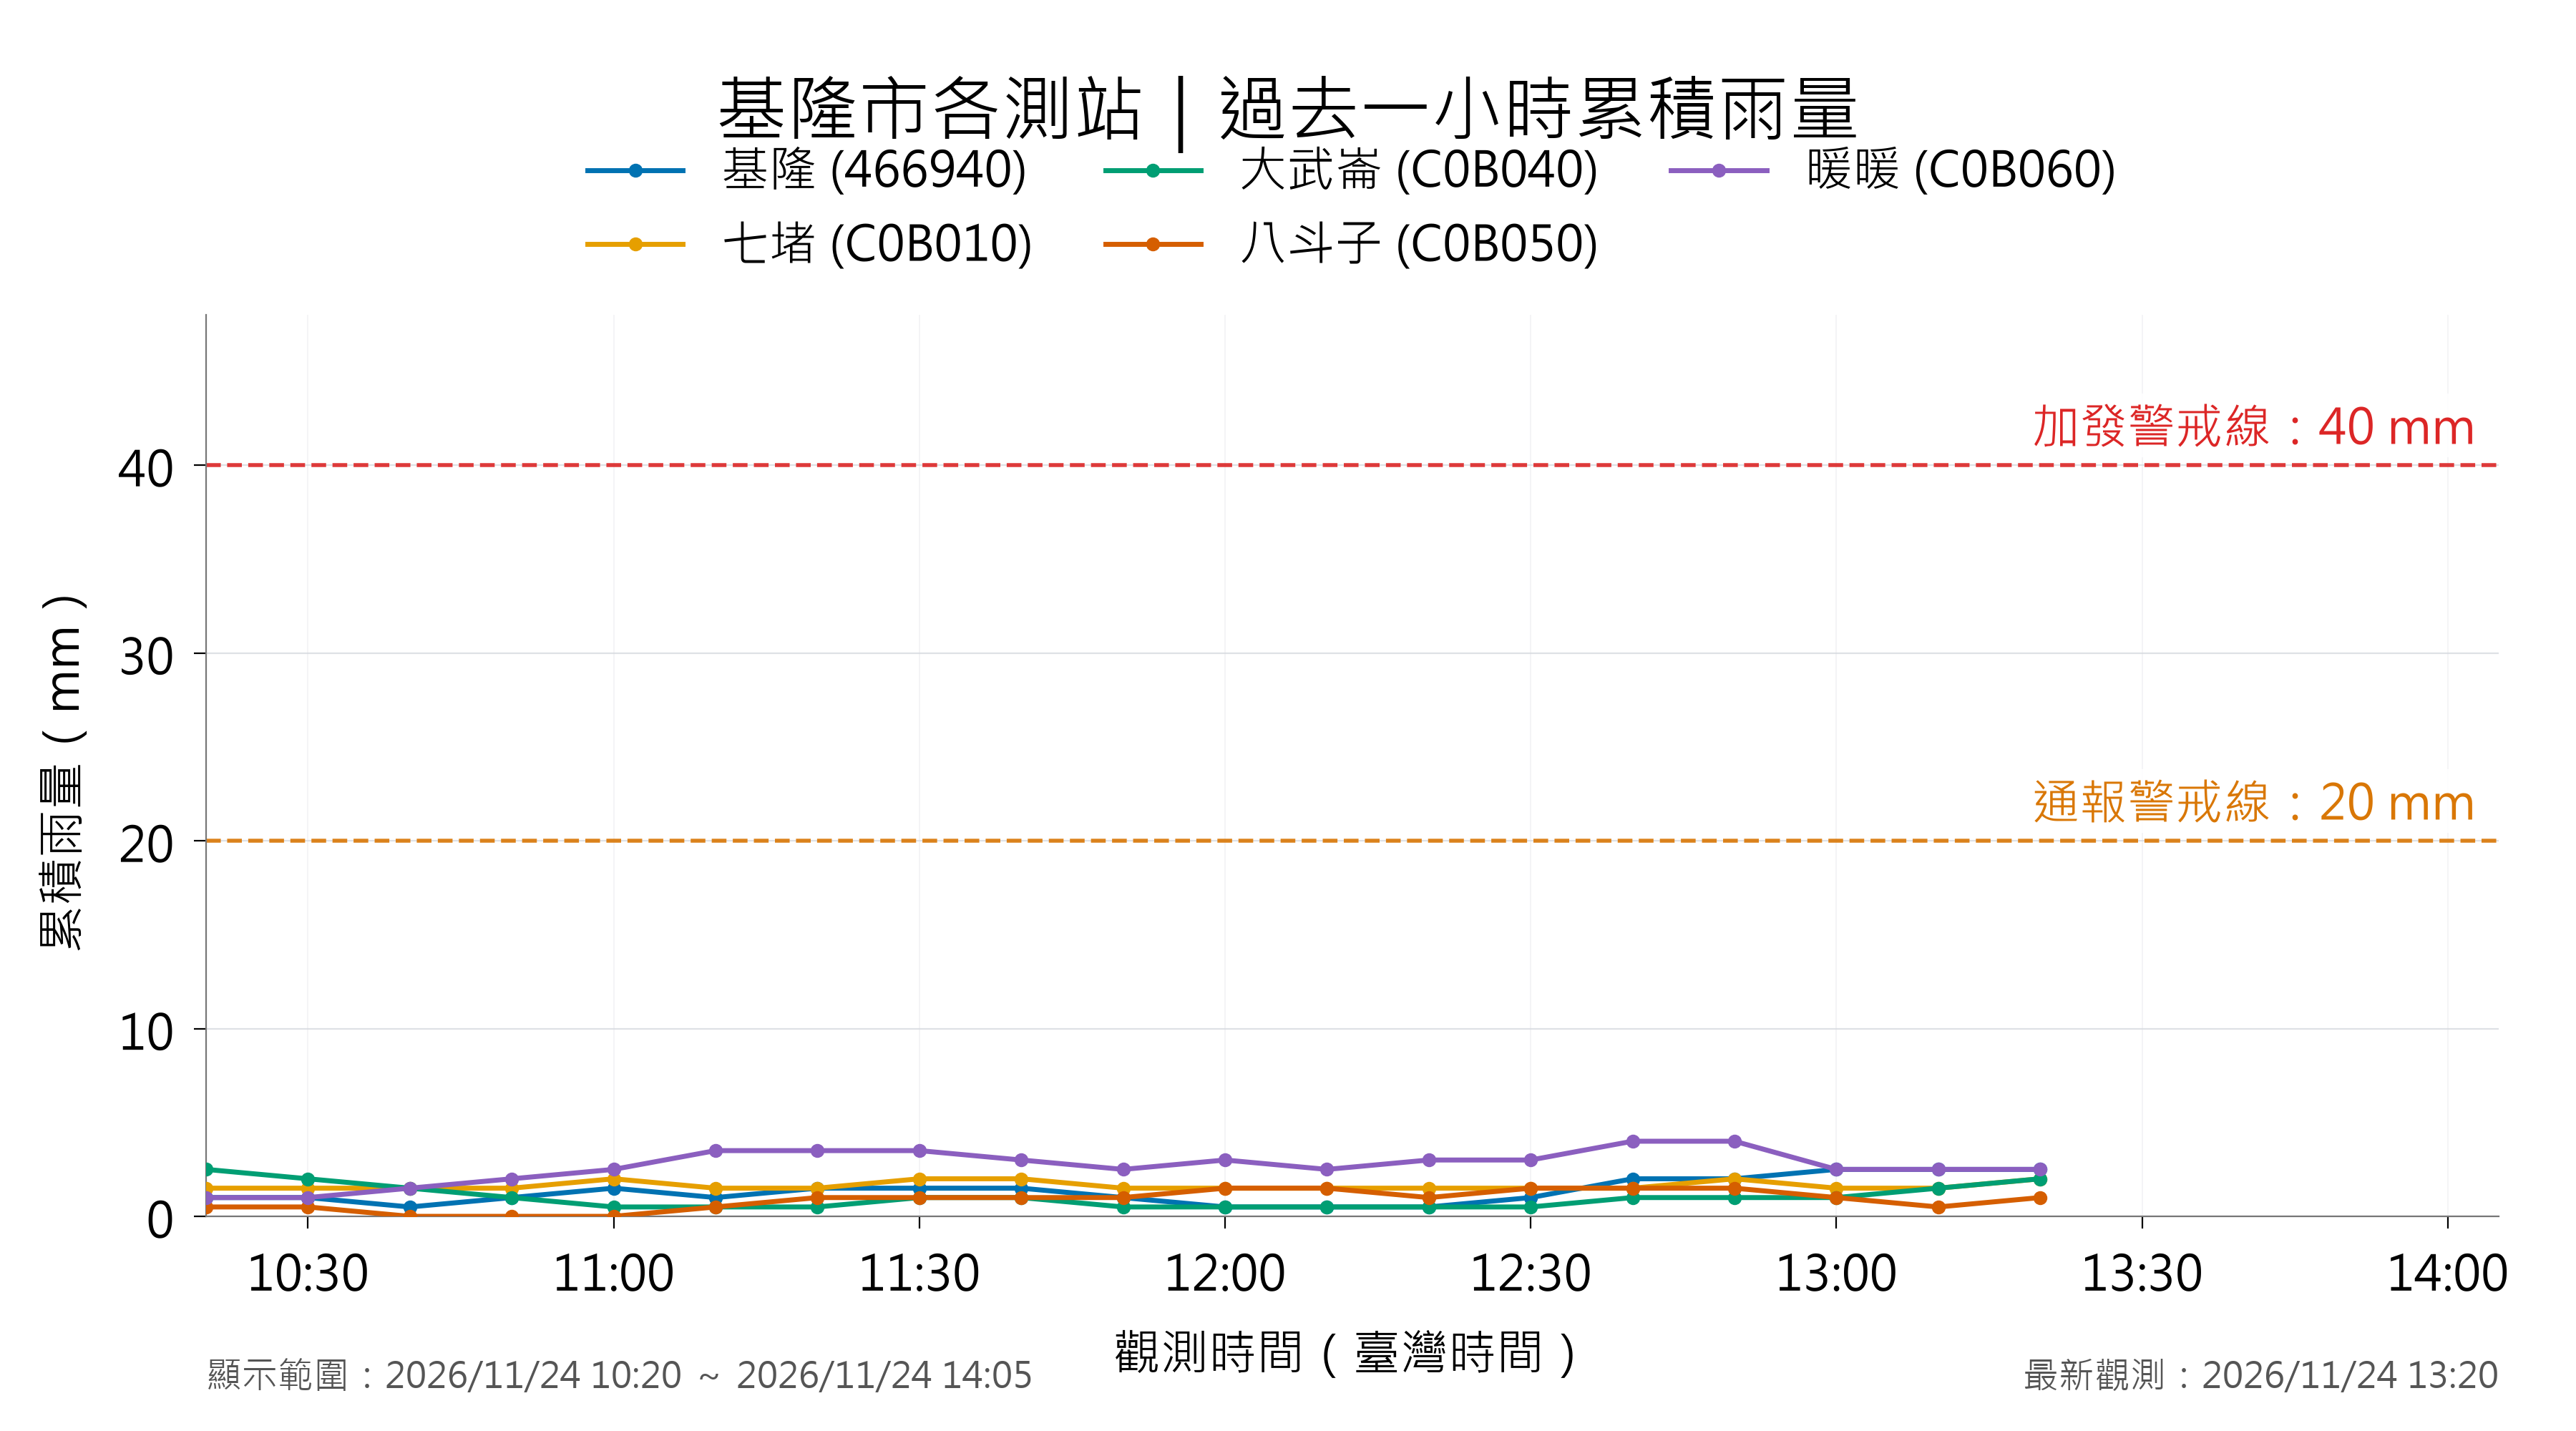 基隆市各測站｜過去一小時累積雨量
基隆 (466940)
七堵 (C0B010)
大武崙 (C0B040)
八斗子 (C0B050)
暖暖 (C0B060)
加發警戒線：40 mm
通報警戒線：20 mm
累積雨量（mm）
40
30
20
10
0
10:30 11:00 11:30 12:00 12:30 13:00 13:30 14:00
觀測時間（臺灣時間）
顯示範圍：2026/11/24 10:20 ~ 2026/11/24 14:05
最新觀測：2026/11/24 13:20